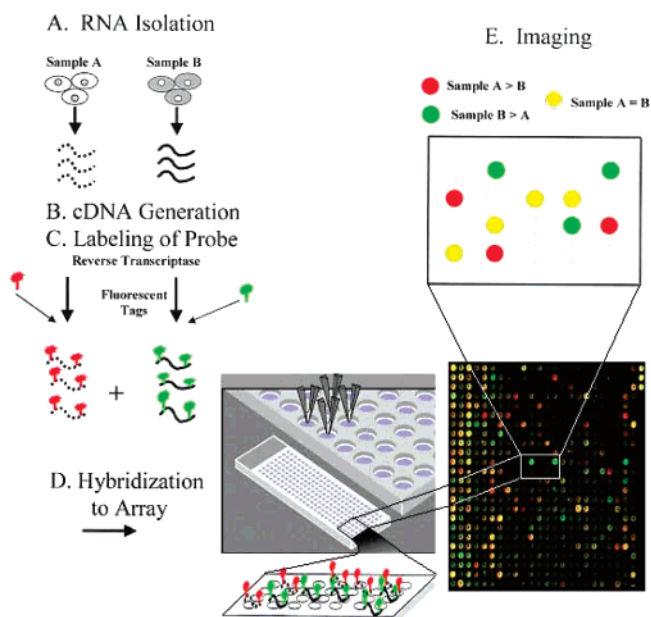 A. RNA Isolation
Sample A
Sample B
B. cDNA Generation
C. Labeling of Probe
Reverse Transcriptase
Fluorescent
Tags
+
D. Hybridization
to Array
E. Imaging
Sample A > B
Sample B > A
Sample A = B